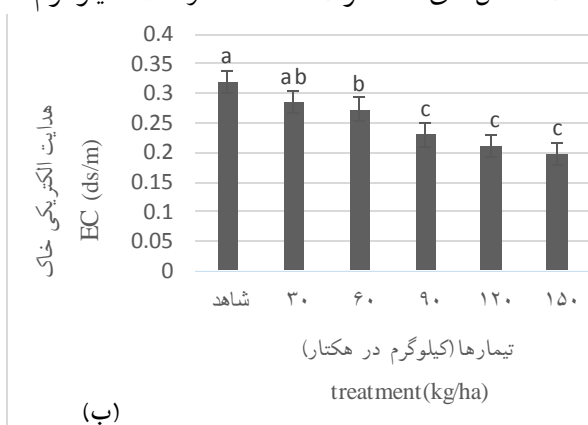 هدایت الکتریکی خاک
EC (ds/m)
0.4
0.35
0.3
0.25
0.2
0.15
0.1
0.05
0
a
ab
b
c
c
c
شاهد ۳۰ ۶۰ ۹۰ ۱۲۰ ۱۵۰
تیمارها (کیلوگرم در هکتار)
treatment(kg/ha)
(ب)